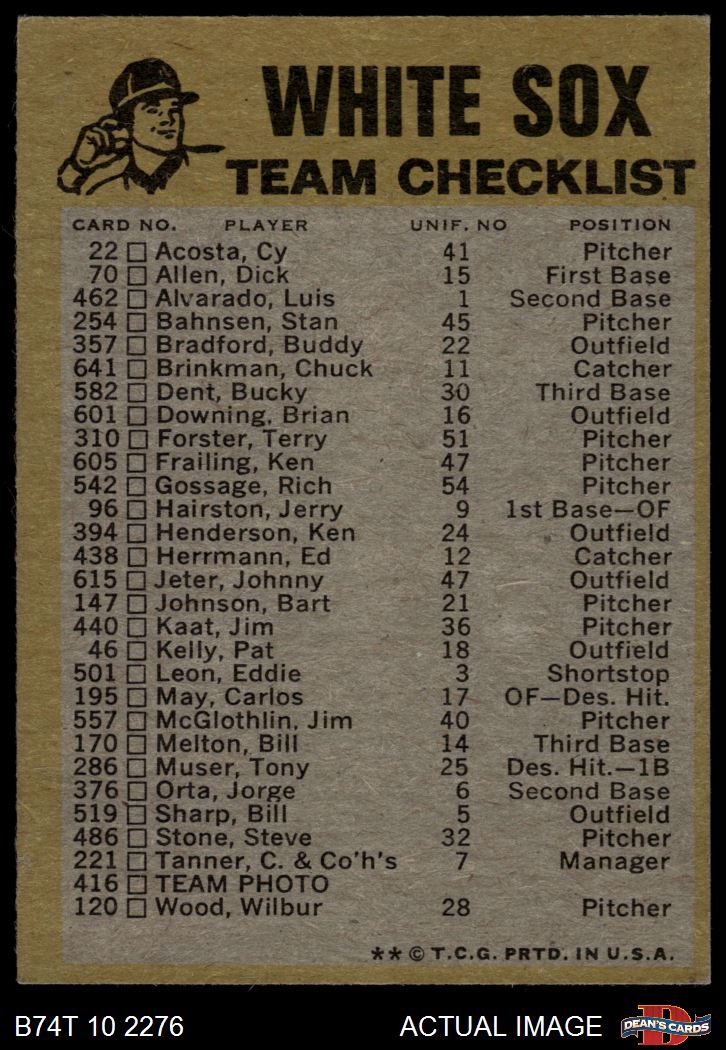 WHITE SOX
TEAM CHECKLIST
CARD NO. PLAYER UNIF. NO POSITION
22 Acosta, Cy 41 Pitcher
70 Allen, Dick 15 First Base
462 Alvarado, Luis 1 Second Base
254 Bahnsen, Stan 45 Pitcher
357 Bradford, Buddy 22 Outfield
641 Brinkman, Chuck 11 Catcher
582 Dent, Bucky 30 Third Base
601 Downing, Brian 16 Outfield
310 Forster, Terry 51 Pitcher
605 Frailing, Ken 47 Pitcher
542 Gossage, Rich 54 Pitcher
96 Hairston, Jerry 9 1st Base—OF
394 Henderson, Ken 24 Outfield
438 Herrmann, Ed 12 Catcher
615 Jeter, Johnny 47 Outfield
147 Johnson, Bart 21 Pitcher
440 Kaat, Jim 36 Pitcher
46 Kelly, Pat 18 Outfield
501 Leon, Eddie 3 Shortstop
195 May, Carlos 17 OF—Des. Hit.
557 McGlothlin, Jim 40 Pitcher
170 Melton, Bill 14 Third Base
286 Muser, Tony 25 Des. Hit.—1B
376 Orta, Jorge 6 Second Base
519 Sharp, Bill 5 Outfield
486 Stone, Steve 32 Pitcher
221 Tanner, C. & Co'h's 7 Manager
416 TEAM PHOTO
120 Wood, Wilbur 28 Pitcher
** © T.C.G. PRTD. IN U.S.A.
B74T 10 2276 ACTUAL IMAGE DEAN'S CARDS